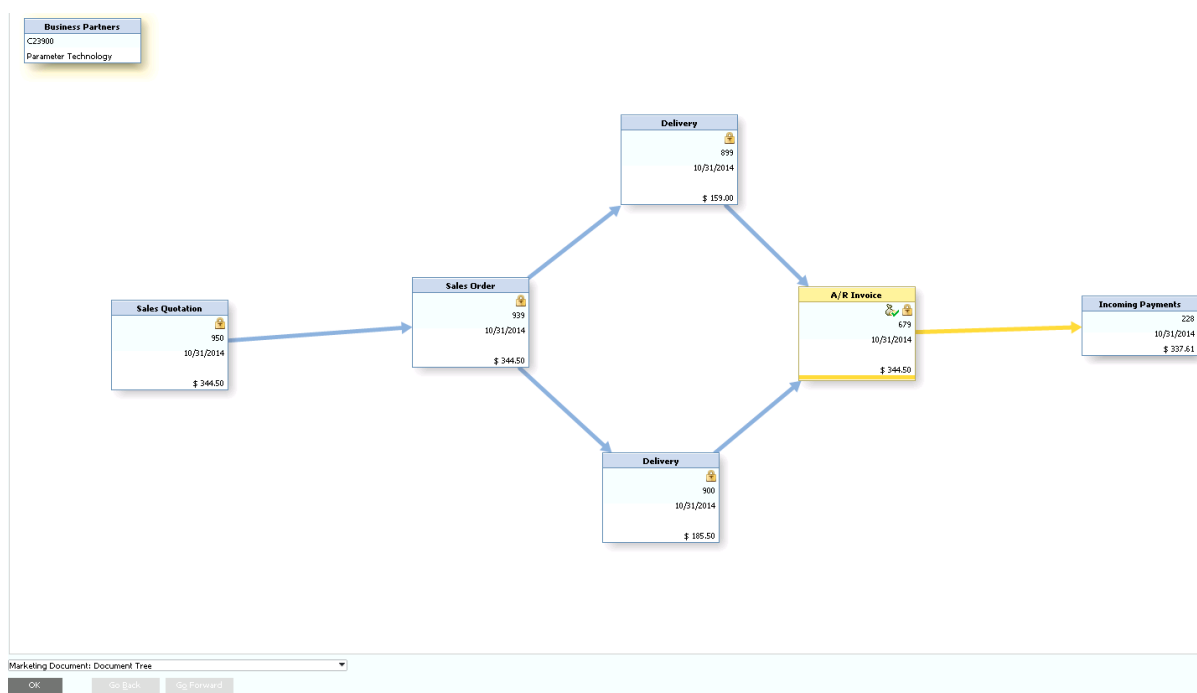 Business Partners
C23900
Parameter Technology
Delivery
899
10/31/2014
$ 159.00
Sales Quotation
950
10/31/2014
$ 344.50
Sales Order
939
10/31/2014
$ 344.50
A/R Invoice
679
10/31/2014
$ 344.50
Incoming Payments
228
10/31/2014
$ 337.61
Delivery
900
10/31/2014
$ 185.50
Marketing Document: Document Tree
OK
Go Back
Go Forward